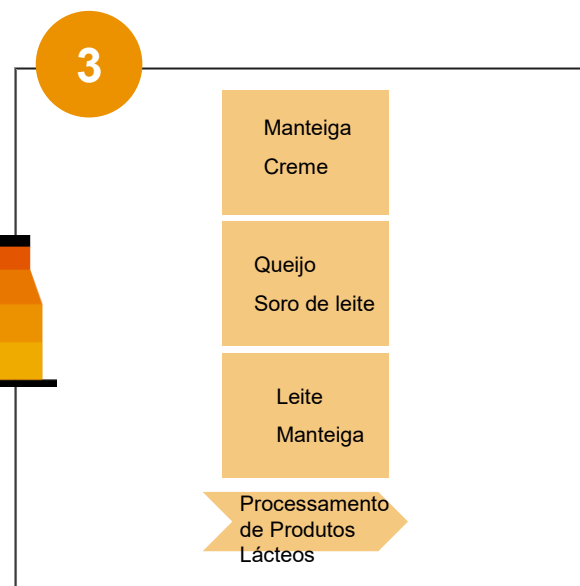 3
Manteiga
Creme
Queijo
Soro de leite
Leite
Manteiga
Processamento
de Produtos
Lácteos